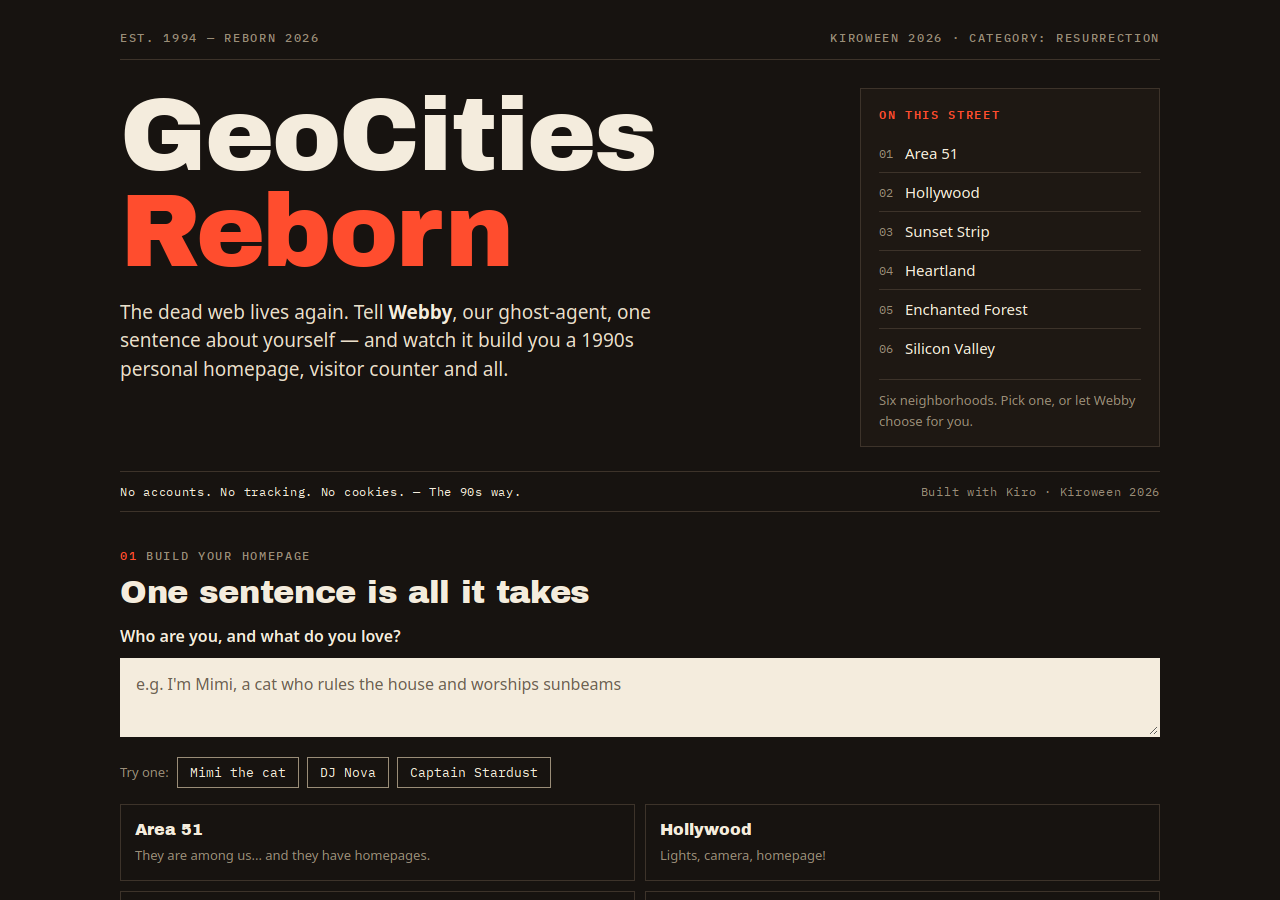 EST. 1994 — REBORN 2026
KIROWEEN 2026 · CATEGORY: RESURRECTION
GeoCities
Reborn
The dead web lives again. Tell Webby, our ghost-agent, one
sentence about yourself — and watch it build you a 1990s
personal homepage, visitor counter and all.
ON THIS STREET
01 Area 51
02 Hollywood
03 Sunset Strip
04 Heartland
05 Enchanted Forest
06 Silicon Valley
Six neighborhoods. Pick one, or let Webby
choose for you.
No accounts. No tracking. No cookies. — The 90s way.
Built with Kiro · Kiroween 2026
01 BUILD YOUR HOMEPAGE
One sentence is all it takes
Who are you, and what do you love?
e.g. I'm Mimi, a cat who rules the house and worships sunbeams
Try one: Mimi the cat DJ Nova Captain Stardust
Area 51
They are among us... and they have homepages.
Hollywood
Lights, camera, homepage!